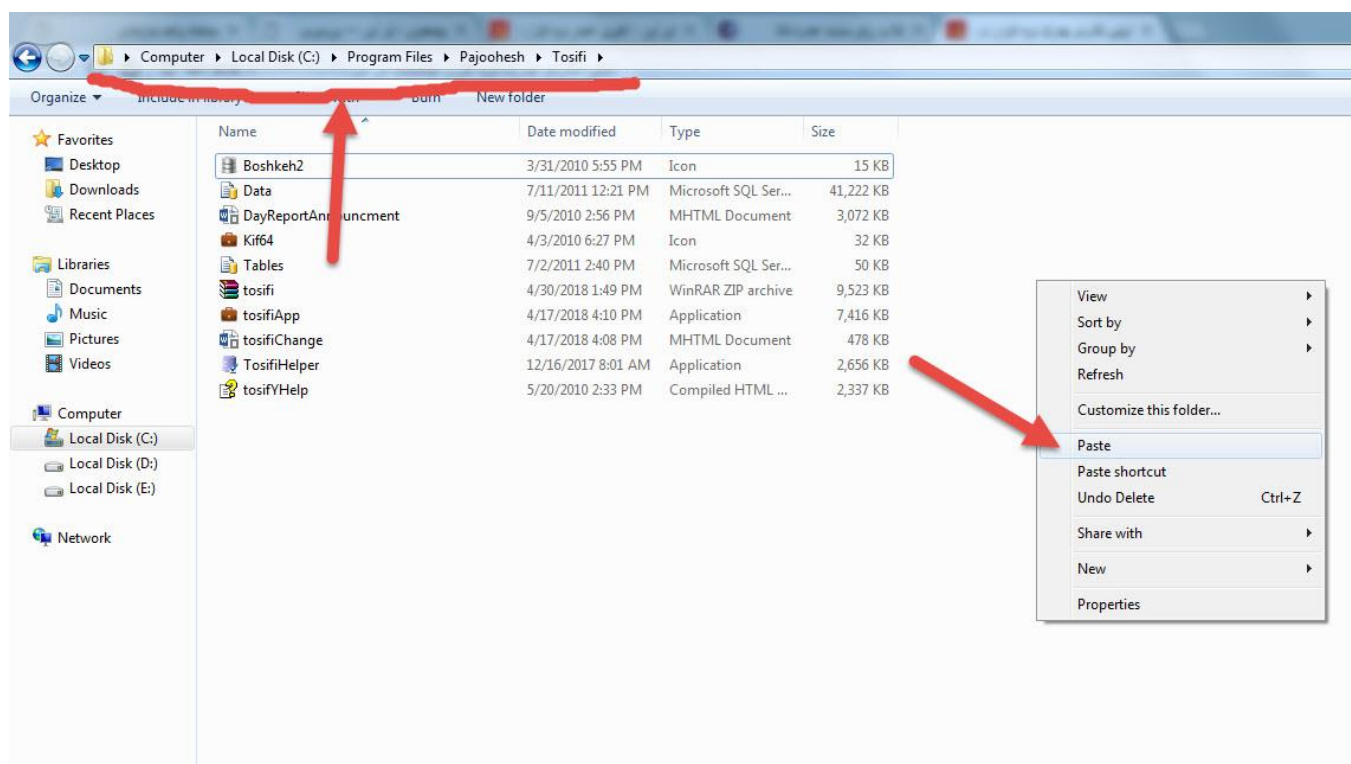 Computer Local Disk (C:) Program Files Pajoohesh Tosifi
Organize Include in library Burn New folder
Favorites
Desktop
Downloads
Recent Places
Libraries
Documents
Music
Pictures
Videos
Computer
Local Disk (C:)
Local Disk (D:)
Local Disk (E:)
Network
Name Date modified Type Size
Boshkeh2 3/31/2010 5:55 PM Icon 15 KB
Data 7/11/2011 12:21 PM Microsoft SQL Ser... 41,222 KB
DayReportAnnouncment 9/5/2010 2:56 PM MHTML Document 3,072 KB
Kif64 4/3/2010 6:27 PM Icon 32 KB
Tables 7/2/2011 2:40 PM Microsoft SQL Ser... 50 KB
tosifi 4/30/2018 1:49 PM WinRAR ZIP archive 9,523 KB
tosifiApp 4/17/2018 4:10 PM Application 7,416 KB
tosifiChange 4/17/2018 4:08 PM MHTML Document 478 KB
TosifiHelper 12/16/2017 8:01 AM Application 2,656 KB
tosifYHelp 5/20/2010 2:33 PM Compiled HTML ... 2,337 KB
View
Sort by
Group by
Refresh
Customize this folder...
Paste
Paste shortcut
Undo Delete Ctrl+Z
Share with
New
Properties